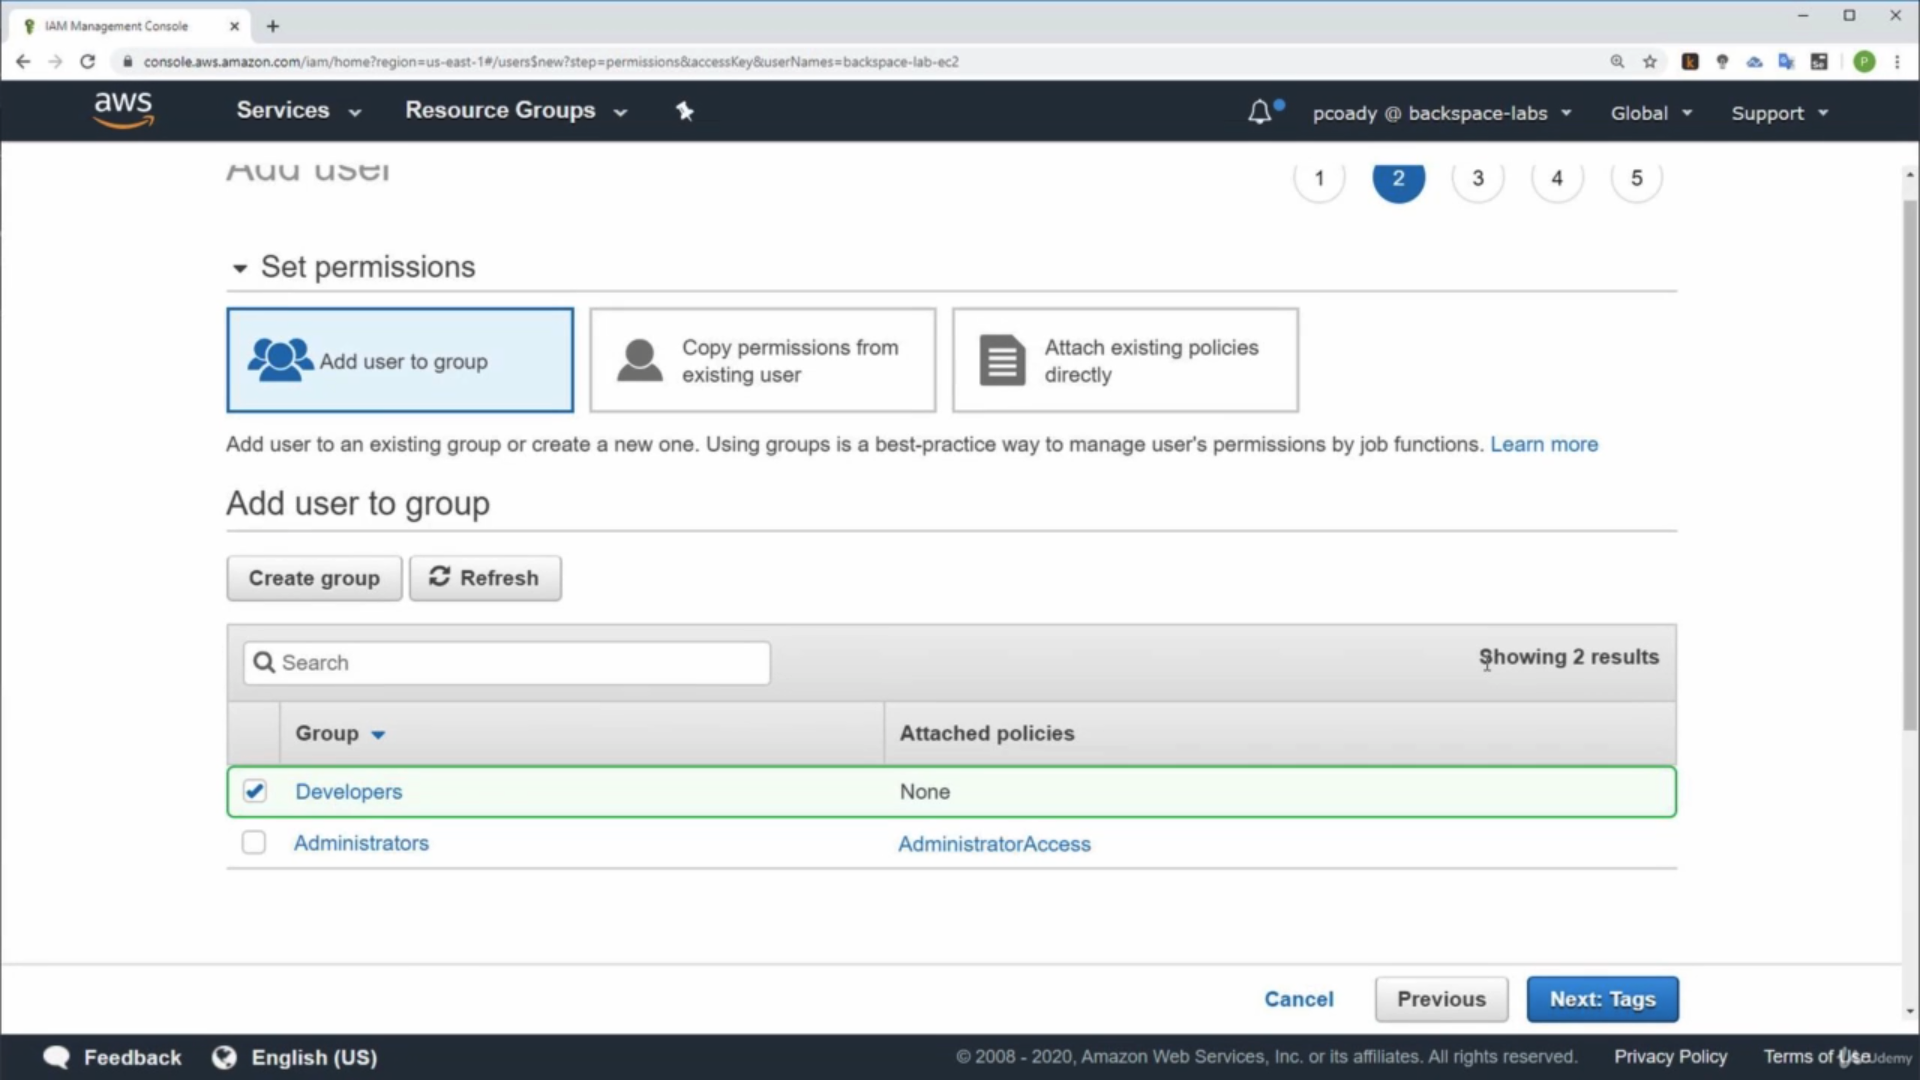 IAM Management Console
console.aws.amazon.com/iam/home?region=us-east-1#/users$new?step=permissions&accessKey&userNames=backspace-lab-ec2
aws Services Resource Groups pcoady @ backspace-labs Global Support
Add user 1 2 3 4 5
Set permissions
Add user to group
Copy permissions from
existing user
Attach existing policies
directly
Add user to an existing group or create a new one. Using groups is a best-practice way to manage user's permissions by job functions. Learn more
Add user to group
Create group Refresh
Search Showing 2 results
Group Attached policies
Developers None
Administrators AdministratorAccess
Cancel Previous Next: Tags
Feedback English (US) © 2008 - 2020, Amazon Web Services, Inc. or its affiliates. All rights reserved. Privacy Policy Terms of Use
Udemy